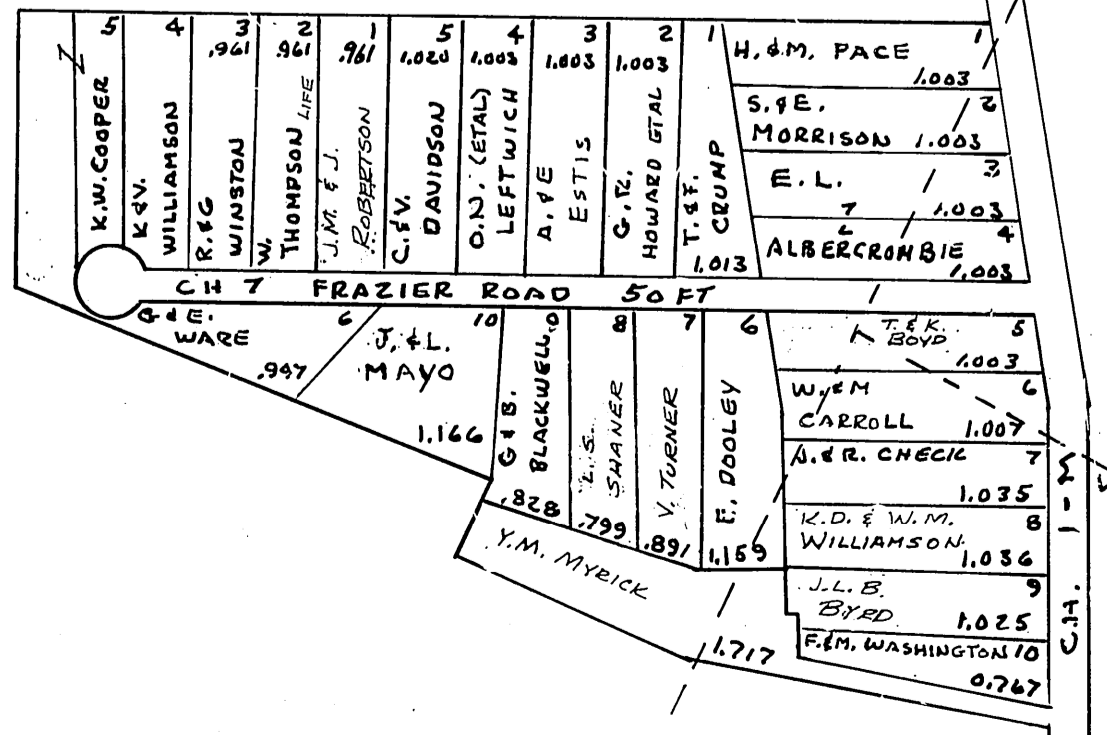 5
K.W. COOPER
4
K &V.
WILLIAMSON
3
.961
R. & G
WINSTON
2
.961
W.
THOMPSON LIFE
1
.961
J.M. & J.
ROBERTSON
5
1.020
C. & V.
DAVIDSON
4
1.003
O.N. (ETAL)
LEFTWICH
3
1.003
A. & E
ESTIS
2
1.003
G. R.
HOWARD ETAL
1
T. & F.
CRUMP
1.013
H. & M. PACE 1
1.003
S. & E. 2
MORRISON 1.003
E. L. 3
1.003
ALBERCROMBIE 4
1.003
CH 7 FRAZIER ROAD 50 FT
G & E. 6
WARE
.947
10
J. & L.
MAYO
1.166
G & B.
BLACKWELL
.828
8
L. S.
SHANER
.799
7
V. TURNER
.891
6
E. DOOLEY
1.159
T. & K. 5
BOYD
1.003
W. & M 6
CARROLL 1.007
& R. CHECK 7
1.035
K.D. & W.M. 8
WILLIAMSON
1.036
J.L.B. 9
BYRD 1.025
F. & M. WASHINGTON 10
0.767
Y.M. MYRICK
1.717
C.H. 1-M